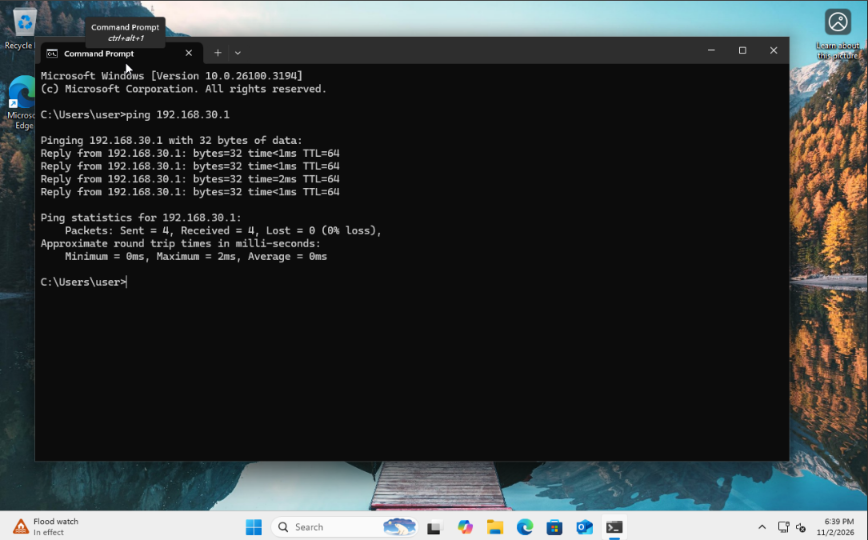 Recycle
Microso
Edge
Learn about
this picture
Command Prompt
ctrl+alt+1
Command Prompt
Microsoft Windows [Version 10.0.26100.3194]
(c) Microsoft Corporation. All rights reserved.
C:\Users\user>ping 192.168.30.1
Pinging 192.168.30.1 with 32 bytes of data:
Reply from 192.168.30.1: bytes=32 time<1ms TTL=64
Reply from 192.168.30.1: bytes=32 time<1ms TTL=64
Reply from 192.168.30.1: bytes=32 time=2ms TTL=64
Reply from 192.168.30.1: bytes=32 time<1ms TTL=64
Ping statistics for 192.168.30.1:
Packets: Sent = 4, Received = 4, Lost = 0 (0% loss),
Approximate round trip times in milli-seconds:
Minimum = 0ms, Maximum = 2ms, Average = 0ms
C:\Users\user>
Flood watch
In effect
Search
6:39 PM
11/2/2026